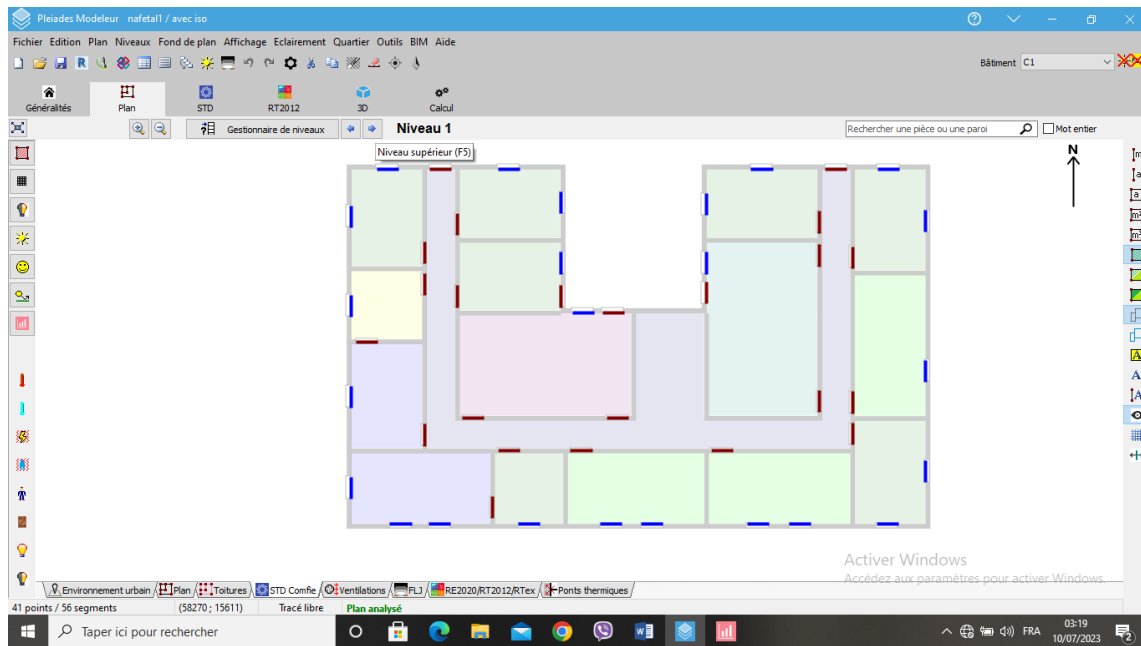 Pleiades Modeleur nafetal1 / avec iso
Fichier Edition Plan Niveaux Fond de plan Affichage Eclairement Quartier Outils BIM Aide
Bâtiment C1
Généralités Plan STD RT2012 3D Calcul
Gestionnaire de niveaux Niveau 1 Rechercher une pièce ou une paroi Mot entier
Niveau supérieur (F5)
N
Activer Windows
Accédez aux paramètres pour activer Windows.
Environnement urbain Plan Toitures STD Comfie Ventilations FLJ RE2020/RT2012/RTex Ponts thermiques
41 points / 56 segments (58270 ; 15611) Tracé libre Plan analysé
Taper ici pour rechercher FRA 03:19
10/07/2023